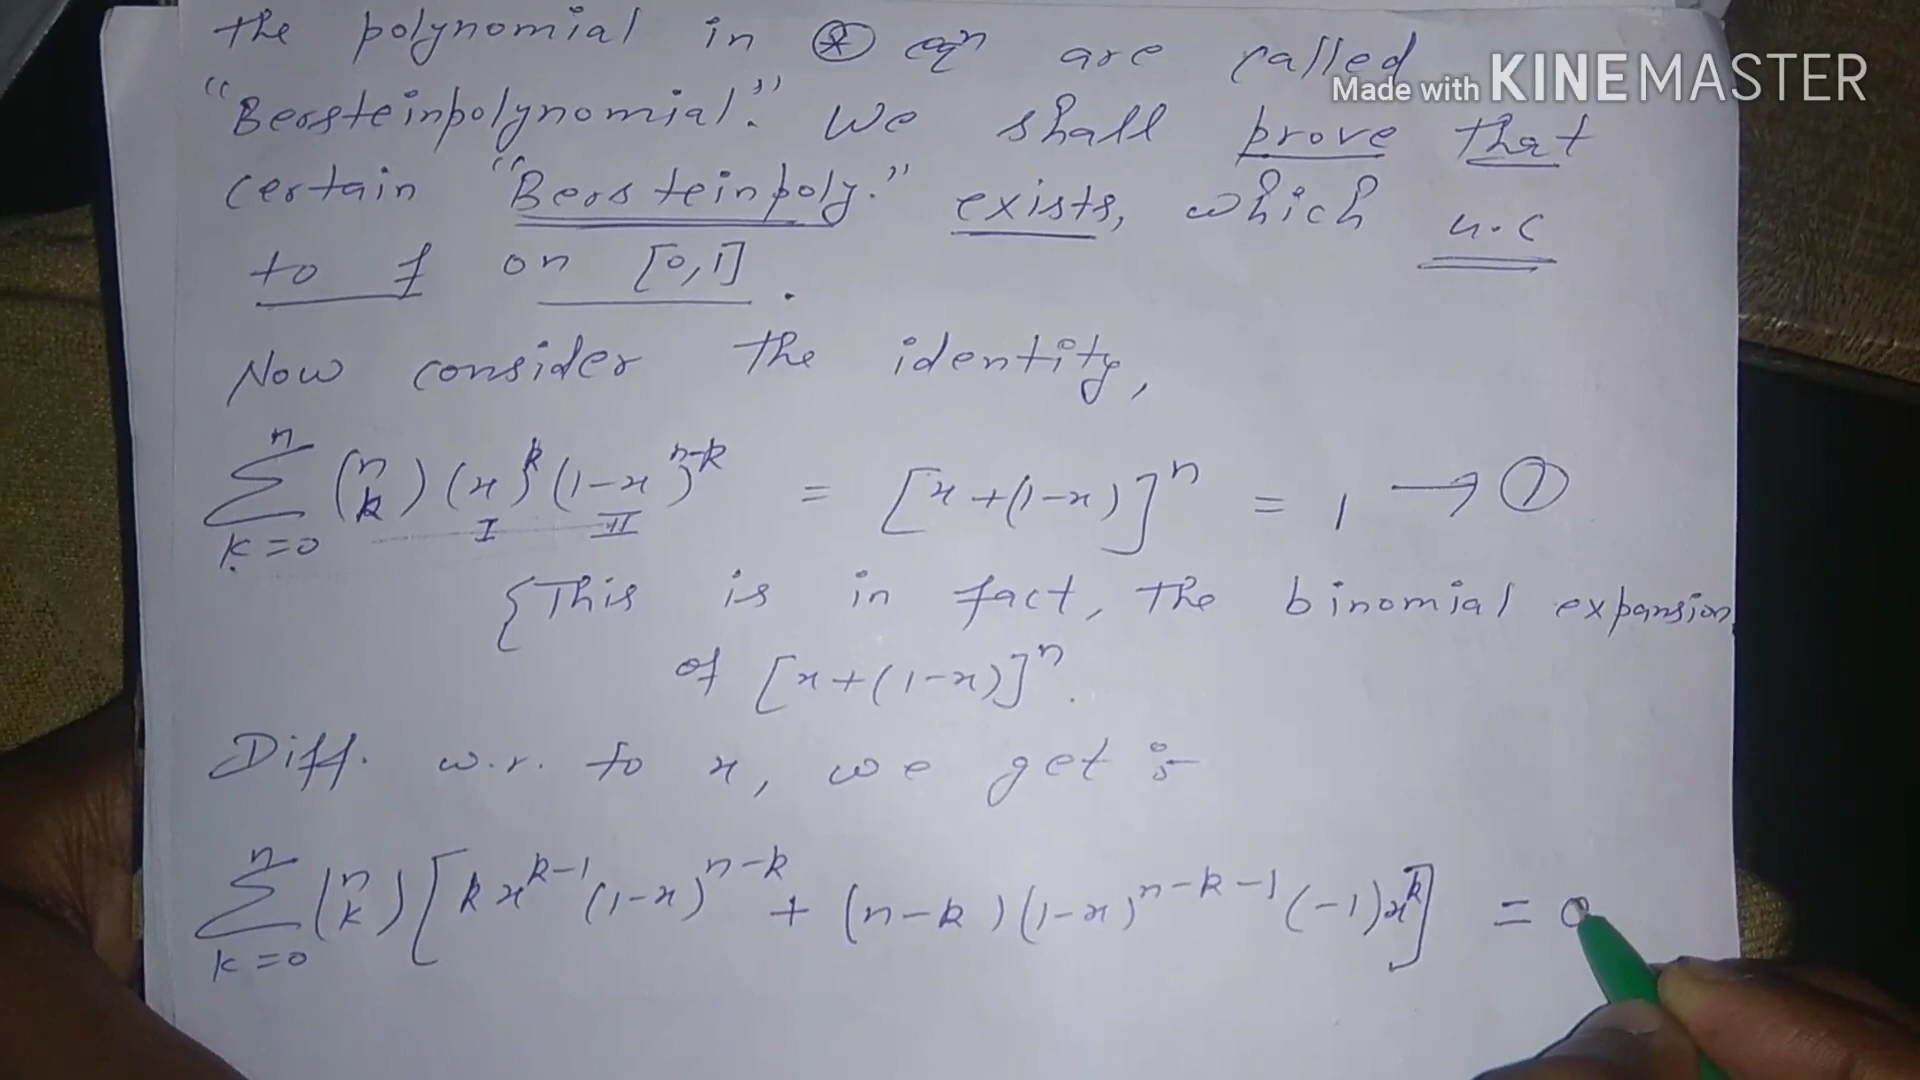 The polynomial in ⊛ eqⁿ are called
Made with KINEMASTER
"Bersteinpolynomial." We shall prove that
certain "Bersteinpoly." exists, which u.c
to f on [0,1].
Now consider the identity,
∑_{k=0}^{n} (n k) (x)^k (1-x)^{n-k} = [x+(1-x)]^n = 1 → ①
I II
{This is in fact, the binomial expansion
of [x+(1-x)]^n.
Diff. w.r. to x, we get :-
∑_{k=0}^{n} (n k) [k x^{k-1} (1-x)^{n-k} + (n-k) (1-x)^{n-k-1} (-1) x^k] = 0